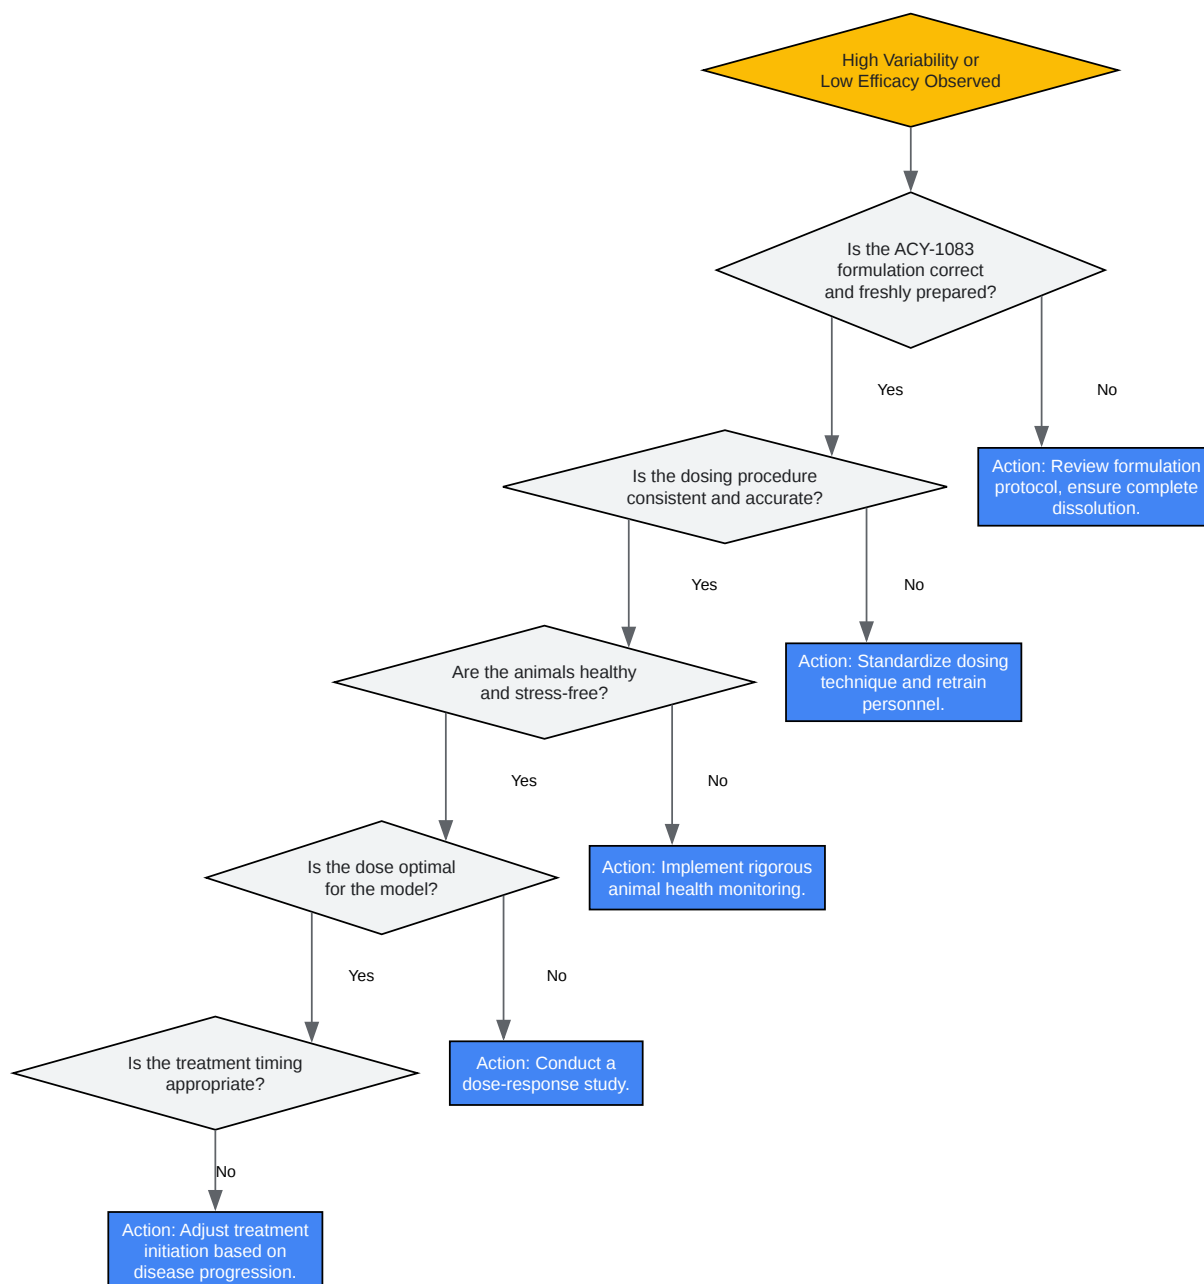 High Variability or
Low Efficacy Observed
Is the ACY-1083
formulation correct
and freshly prepared?
Yes
No
Action: Review formulation
protocol, ensure complete
dissolution.
Is the dosing procedure
consistent and accurate?
Yes
No
Action: Standardize dosing
technique and retrain
personnel.
Are the animals healthy
and stress-free?
Yes
No
Action: Implement rigorous
animal health monitoring.
Is the dose optimal
for the model?
Yes
No
Action: Conduct a
dose-response study.
Is the treatment timing
appropriate?
No
Action: Adjust treatment
initiation based on
disease progression.